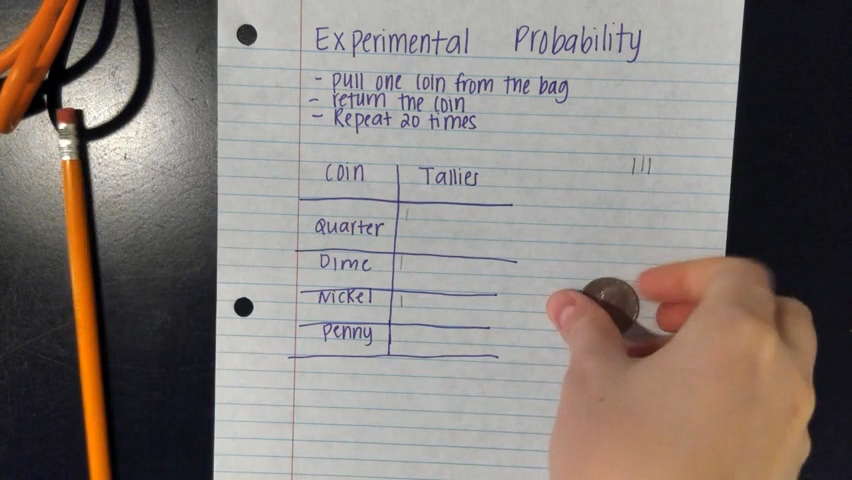 Experimental Probability
- pull one coin from the bag
- return the coin
- Repeat 20 times
coin Tallies
Quarter |
Dime |
Nickel |
Penny
|||